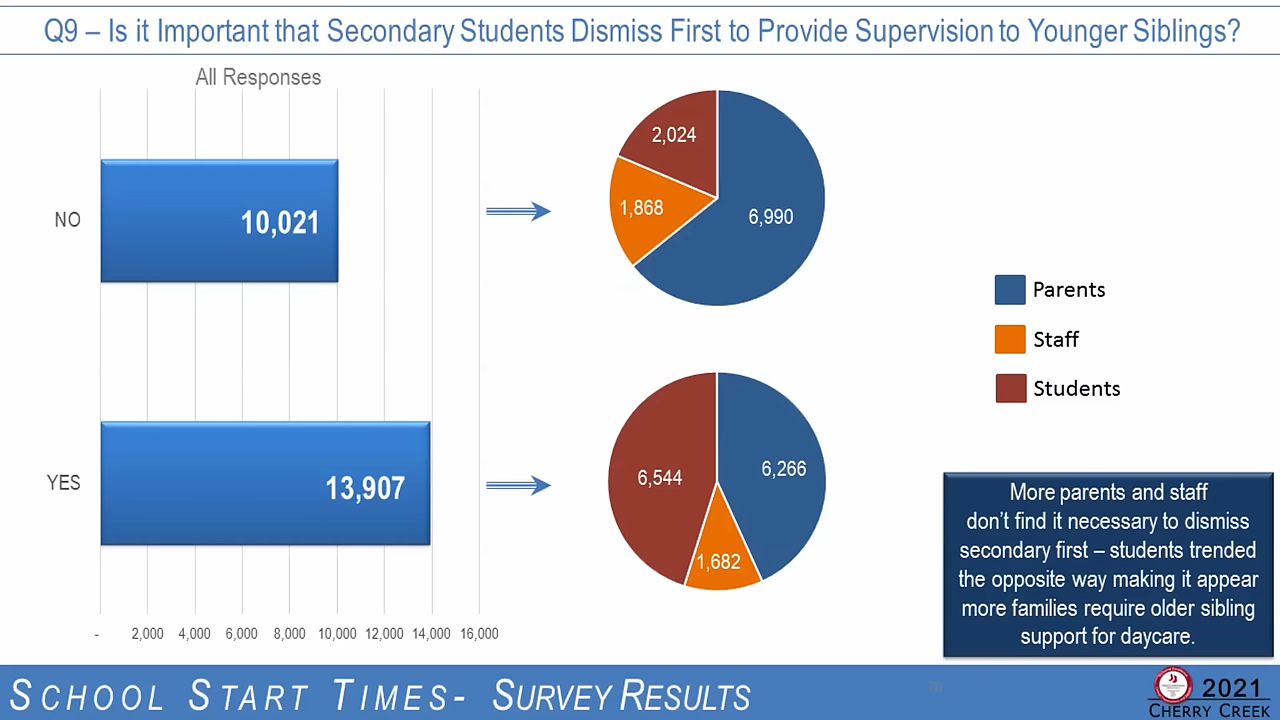 Q9 – Is it Important that Secondary Students Dismiss First to Provide Supervision to Younger Siblings?
All Responses
NO
10,021
YES
13,907
-
2,000
4,000
6,000
8,000
10,000
12,000
14,000
16,000
2,024
1,868
6,990
6,544
6,266
1,682
Parents
Staff
Students
More parents and staff
don't find it necessary to dismiss
secondary first – students trended
the opposite way making it appear
more families require older sibling
support for daycare.
SCHOOL START TIMES- SURVEY RESULTS
2021
CHERRY CREEK